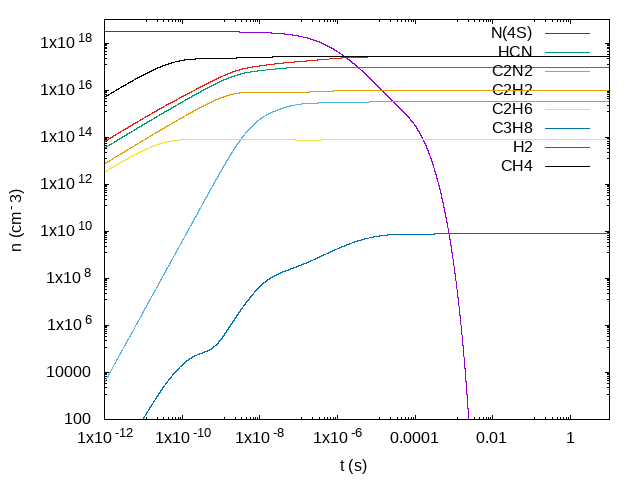 1x10 18
1x10 16
1x10 14
1x10 12
1x10 10
1x10 8
1x10 6
10000
100
n (cm-3)
N(4S)
HCN
C2N2
C2H2
C2H6
C3H8
H2
CH4
1x10-12 1x10-10 1x10-8 1x10-6 0.0001 0.01 1
t (s)